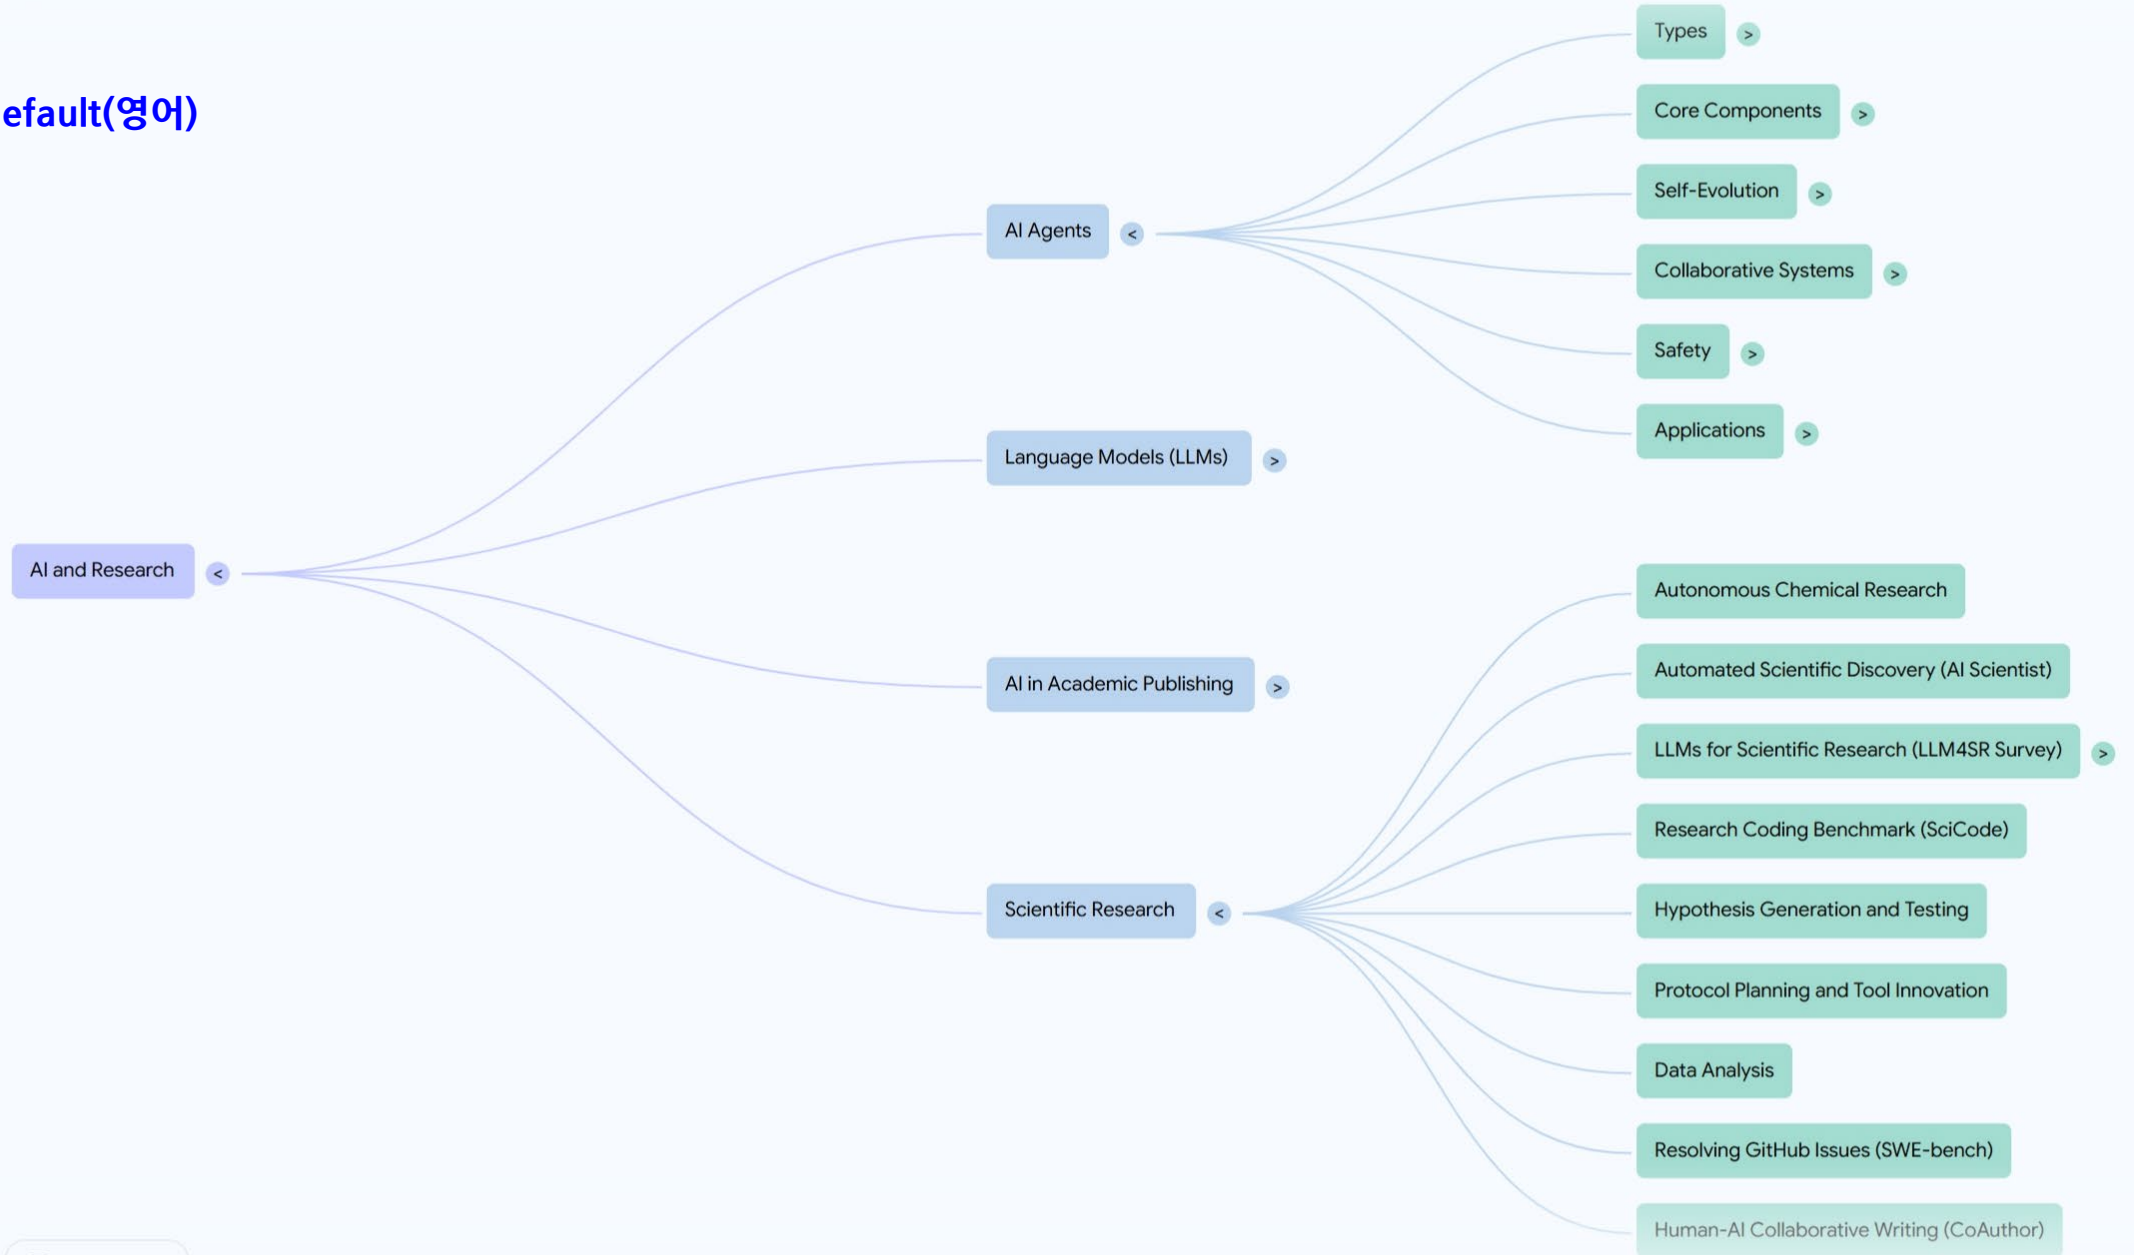 efault(영어)
AI and Research <
AI Agents <
Types >
Core Components >
Self-Evolution >
Collaborative Systems >
Safety >
Applications >
Language Models (LLMs) >
AI in Academic Publishing >
Scientific Research <
Autonomous Chemical Research
Automated Scientific Discovery (AI Scientist)
LLMs for Scientific Research (LLM4SR Survey) >
Research Coding Benchmark (SciCode)
Hypothesis Generation and Testing
Protocol Planning and Tool Innovation
Data Analysis
Resolving GitHub Issues (SWE-bench)
Human-AI Collaborative Writing (CoAuthor)